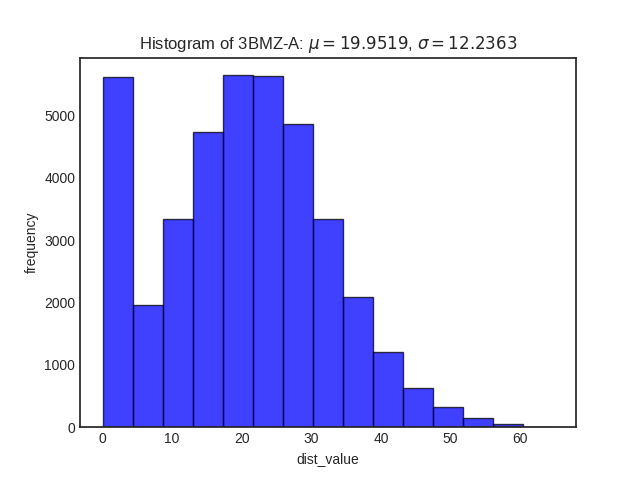 Histogram of 3BMZ-A: μ = 19.9519, σ = 12.2363
frequency
5000
4000
3000
2000
1000
0
0 10 20 30 40 50 60
dist_value